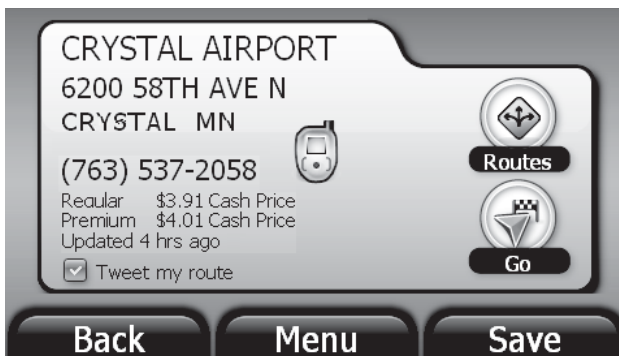 CRYSTAL AIRPORT
6200 58TH AVE N
CRYSTAL MN
(763) 537-2058
Regular $3.91 Cash Price
Premium $4.01 Cash Price
Updated 4 hrs ago
Tweet my route
Routes
Go
Back Menu Save